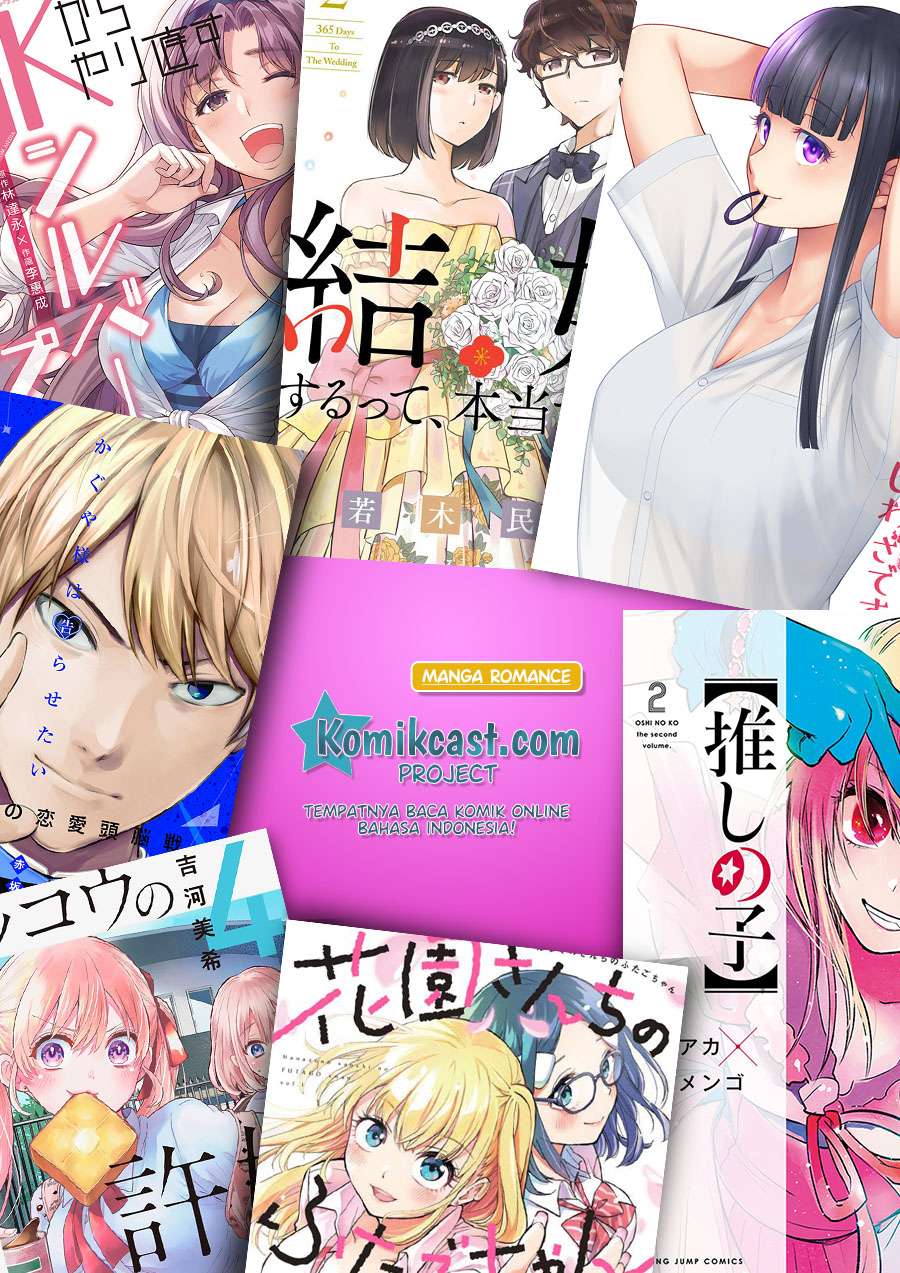 から
やり直す
K
シルバー
原作 林達永 × 作画 李惠成
2
365 Days
To
The Wedding
結
するって、本当
若木民
かぐや様は告らせたい
の恋愛頭脳戦
MANGA ROMANCE
Komikcast.com
PROJECT
TEMPATNYA BACA KOMIK ONLINE
BAHASA INDONESIA!
2
OSHI NO KO
the second
volume.
【推しの子】
アカ×
メンゴ
NG JUMP COMICS
コウの
4
吉河美希
許
花園さんちの
ふたごちゃん